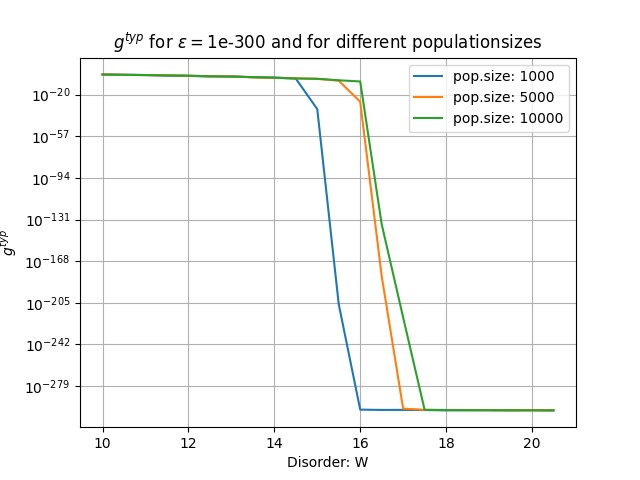 g^{typ} for ε = 1e-300 and for different populationsizes
pop.size: 1000
pop.size: 5000
pop.size: 10000
g^{typ}
10^{-20}
10^{-57}
10^{-94}
10^{-131}
10^{-168}
10^{-205}
10^{-242}
10^{-279}
10 12 14 16 18 20
Disorder: W